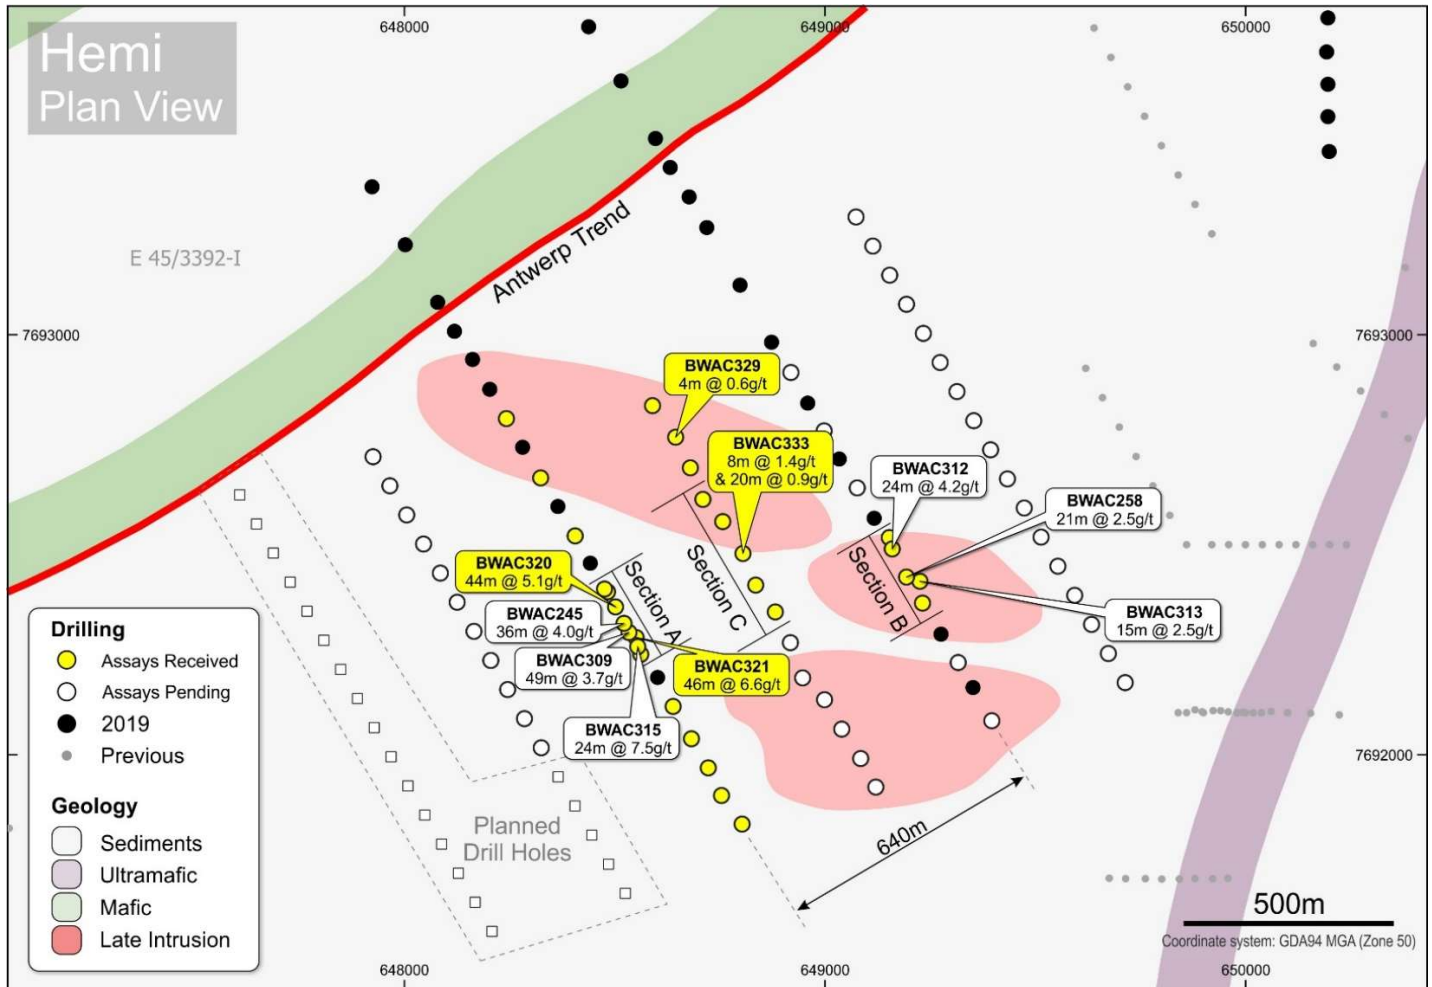 648000
649000
650000
Hemi
Plan View
E 45/3392-I
Antwerp Trend
7693000
7693000
BWAC329
4m @ 0.6g/t
BWAC333
8m @ 1.4g/t
& 20m @ 0.9g/t
BWAC312
24m @ 4.2g/t
BWAC258
21m @ 2.5g/t
BWAC320
44m @ 5.1g/t
Section A
Section C
Section B
BWAC245
36m @ 4.0g/t
BWAC313
15m @ 2.5g/t
BWAC309
49m @ 3.7g/t
BWAC321
46m @ 6.6g/t
BWAC315
24m @ 7.5g/t
7692000
Drilling
Assays Received
Assays Pending
2019
Previous
Geology
Sediments
Ultramafic
Mafic
Late Intrusion
Planned
Drill Holes
640m
500m
Coordinate system: GDA94 MGA (Zone 50)
648000
649000
650000